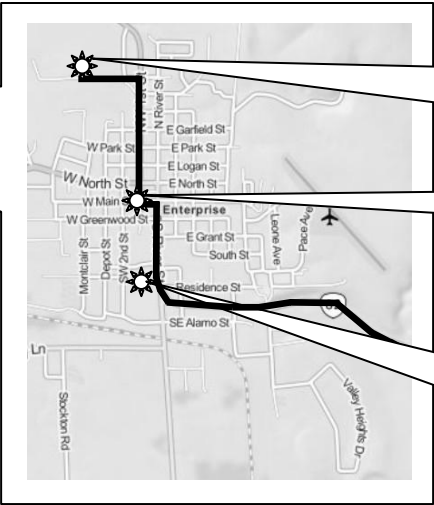 N River St
E Garfield St
W Park St
E Park St
E Logan St
W North St
E North St
W Main
Enterprise
W Greenwood St
E Grant St
South St
Leone Ave
Pace Ave
Montclair St
Depot St
SW 2nd St
Residence St
SE Alamo St
Ln
Stockton Rd
Valley Heights Dr